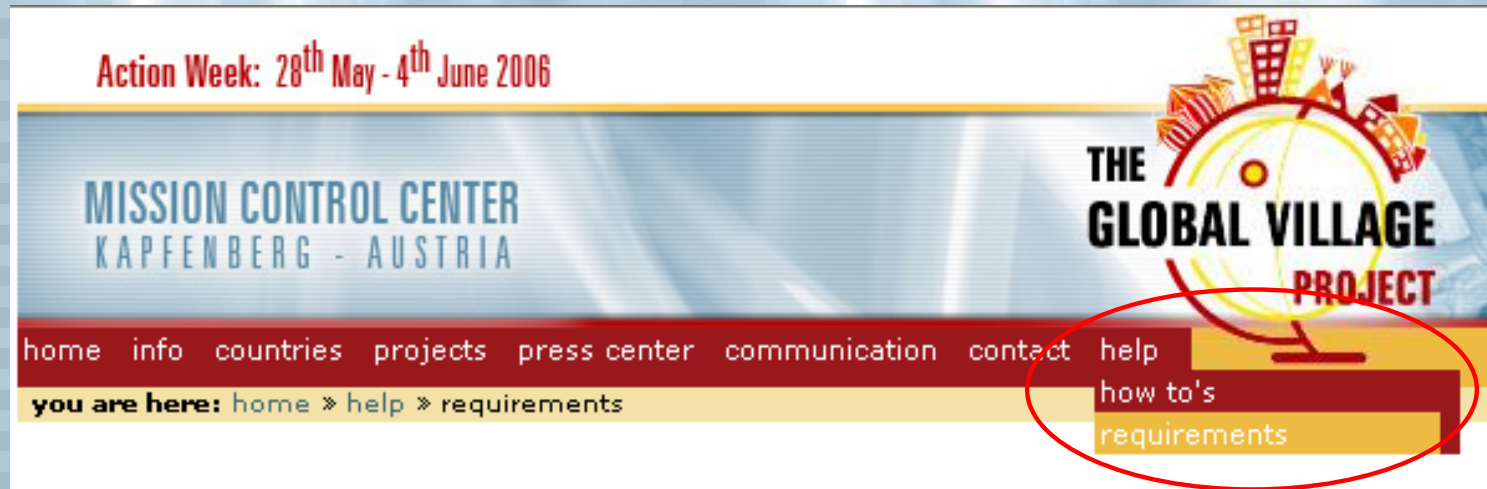 Action Week: 28th May - 4th June 2006
MISSION CONTROL CENTER
KAPFENBERG - AUSTRIA
THE
GLOBAL VILLAGE
PROJECT
home info countries projects press center communication contact help
how to's
you are here: home » help » requirements
requirements